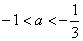 -1 < a < -1/3